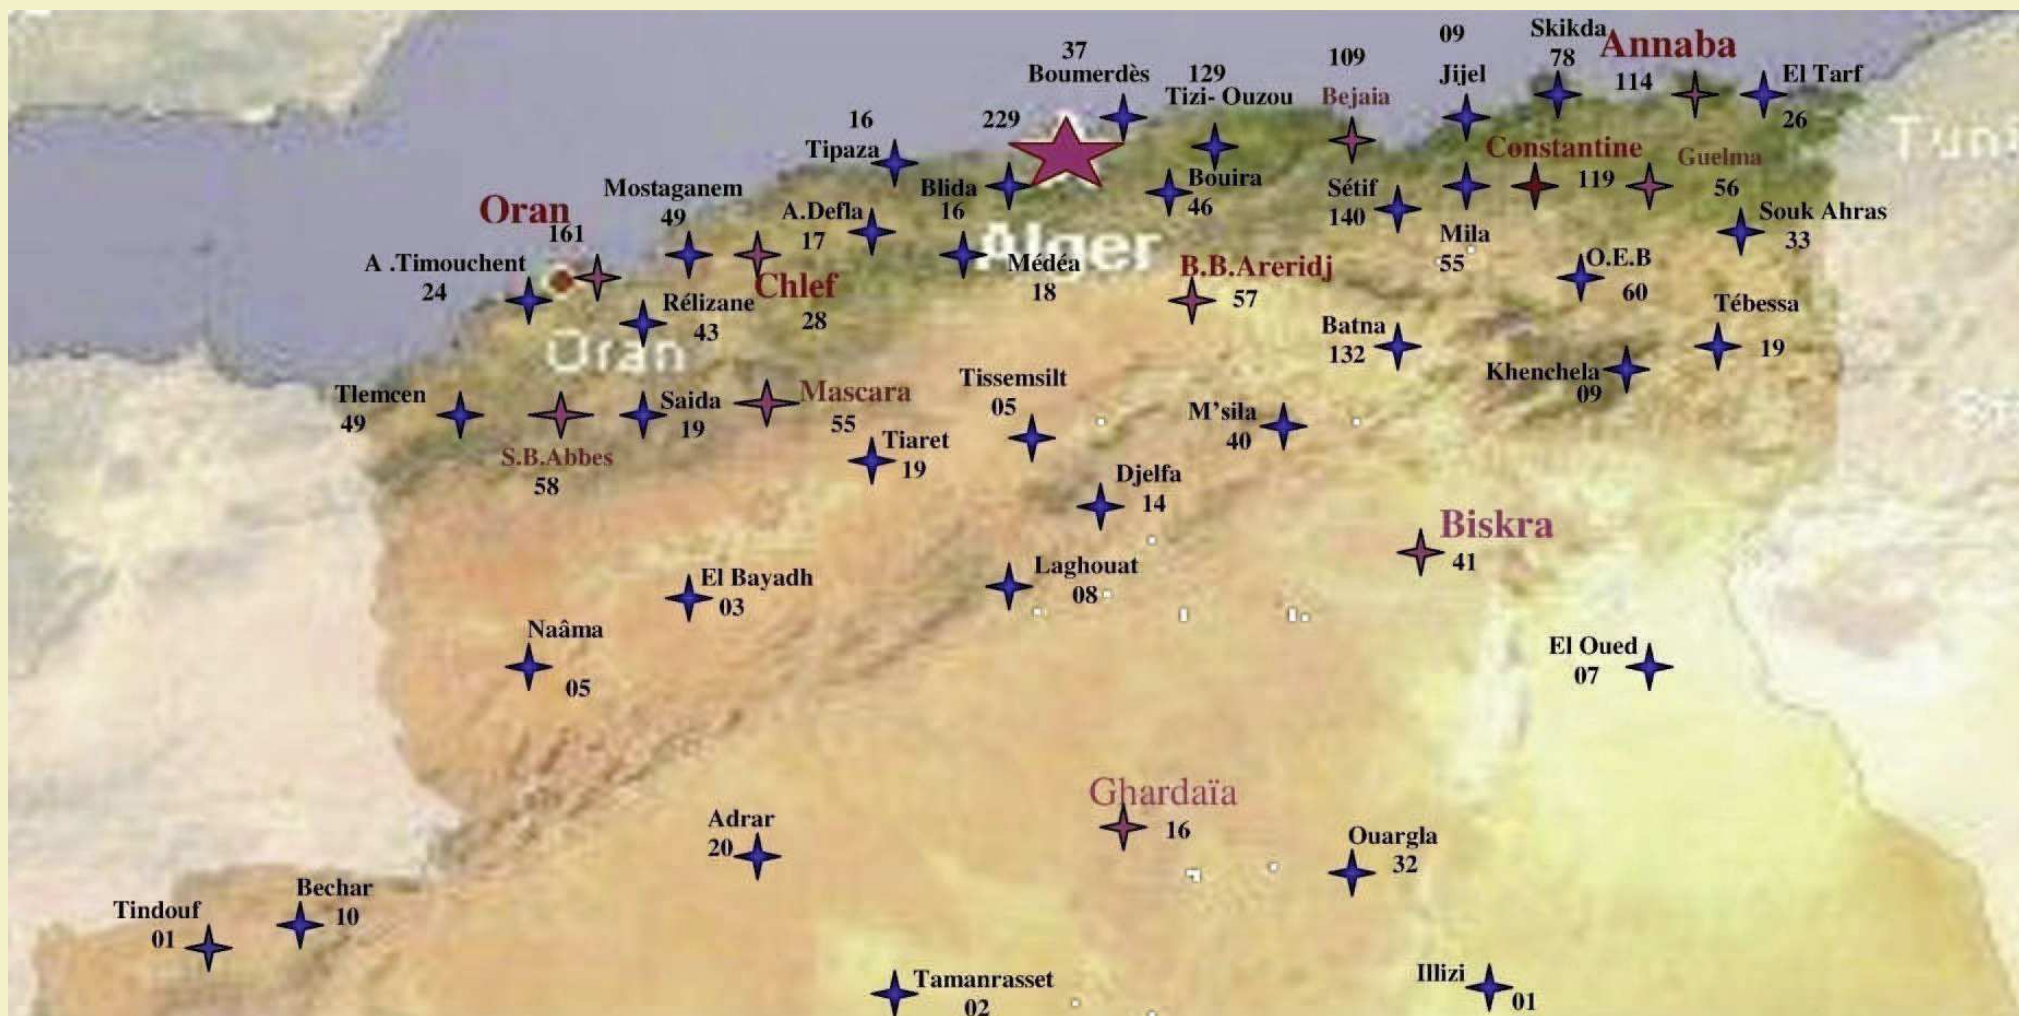 09
Skikda
78
Annaba
114
El Tarf
26
37
Boumerdès
129
Tizi- Ouzou
109
Bejaia
Jijel
16
Tipaza
229
Blida
16
Bouira
46
Sétif
140
Constantine
119
Guelma
56
Mila
55
Souk Ahras
33
Oran
161
Mostaganem
49
A.Defla
17
Alger
Médéa
18
B.B.Areridj
57
O.E.B
60
A .Timouchent
24
Chlef
28
Rélizane
43
Oran
Batna
132
Tébessa
19
Khenchela
09
Tlemcen
49
S.B.Abbes
58
Saida
19
Mascara
55
Tiaret
19
Tissemsilt
05
M'sila
40
Djelfa
14
Biskra
41
El Bayadh
03
Laghouat
08
Naâma
05
El Oued
07
Ghardaïa
16
Adrar
20
Ouargla
32
Bechar
10
Tindouf
01
Tamanrasset
02
Illizi
01